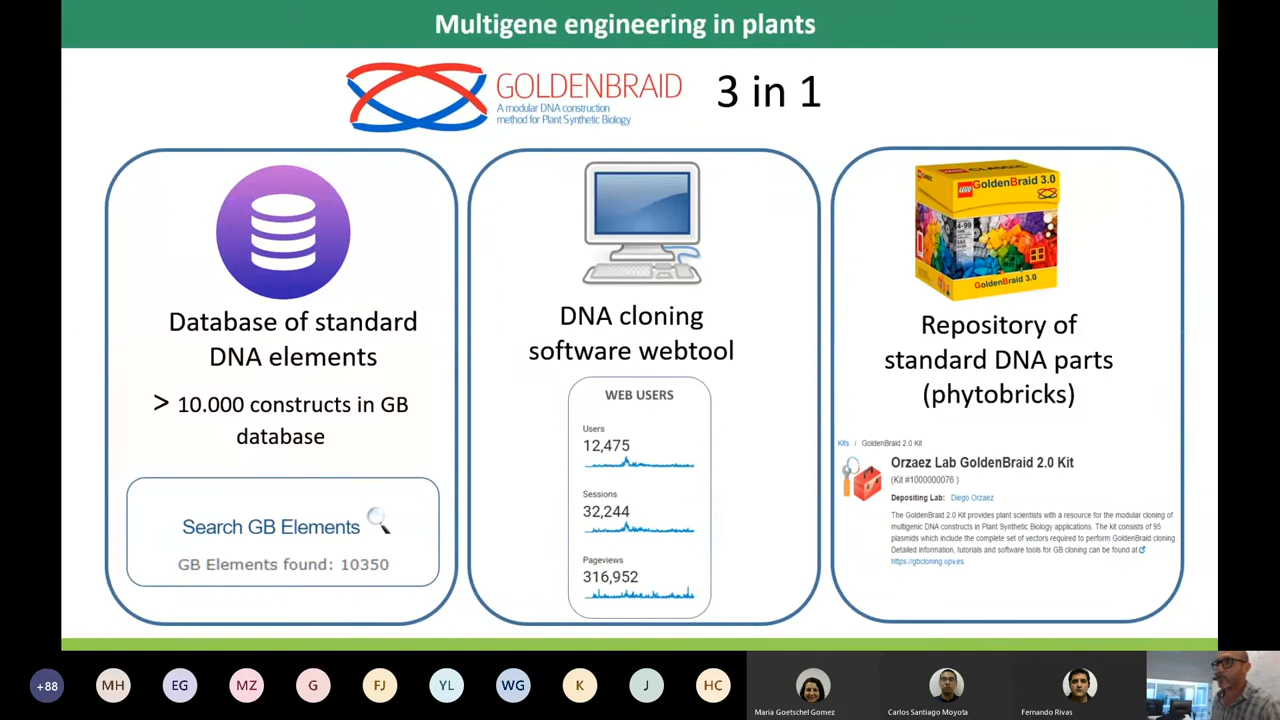 Multigene engineering in plants
GOLDENBRAID
A modular DNA construction
method for Plant Synthetic Biology
3 in 1
Database of standard
DNA elements
> 10.000 constructs in GB
database
Search GB Elements
GB Elements found: 10350
DNA cloning
software webtool
WEB USERS
Users
12,475
Sessions
32,244
Pageviews
316,952
LEGO
CLASSIC
GoldenBraid 3.0
4-99
GoldenBraid 3.0
Repository of
standard DNA parts
(phytobricks)
Kits / GoldenBraid 2.0 Kit
Orzaez Lab GoldenBraid 2.0 Kit
(Kit #1000000076 )
Depositing Lab: Diego Orzaez
The GoldenBraid 2.0 Kit provides plant scientists with a resource for the modular cloning of
multigenic DNA constructs in Plant Synthetic Biology applications. The kit consists of 95
plasmids which include the complete set of vectors required to perform GoldenBraid cloning.
Detailed information, tutorials and software tools for GB cloning can be found at
https://gbcloning.upv.es.
+88
MH
EG
MZ
G
FJ
YL
WG
K
J
HC
Maria Goetschel Gomez
Carlos Santiago Moyota
Fernando Rivas